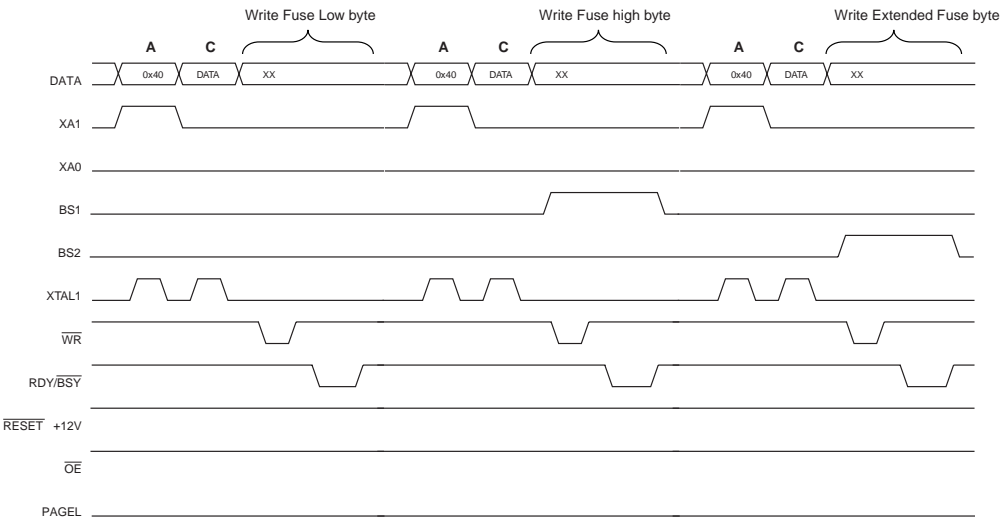 Write Fuse Low byte Write Fuse high byte Write Extended Fuse byte
A C A C A C
DATA 0x40 DATA XX 0x40 DATA XX 0x40 DATA XX
XA1
XA0
BS1
BS2
XTAL1
WR
RDY/BSY
RESET +12V
OE
PAGEL